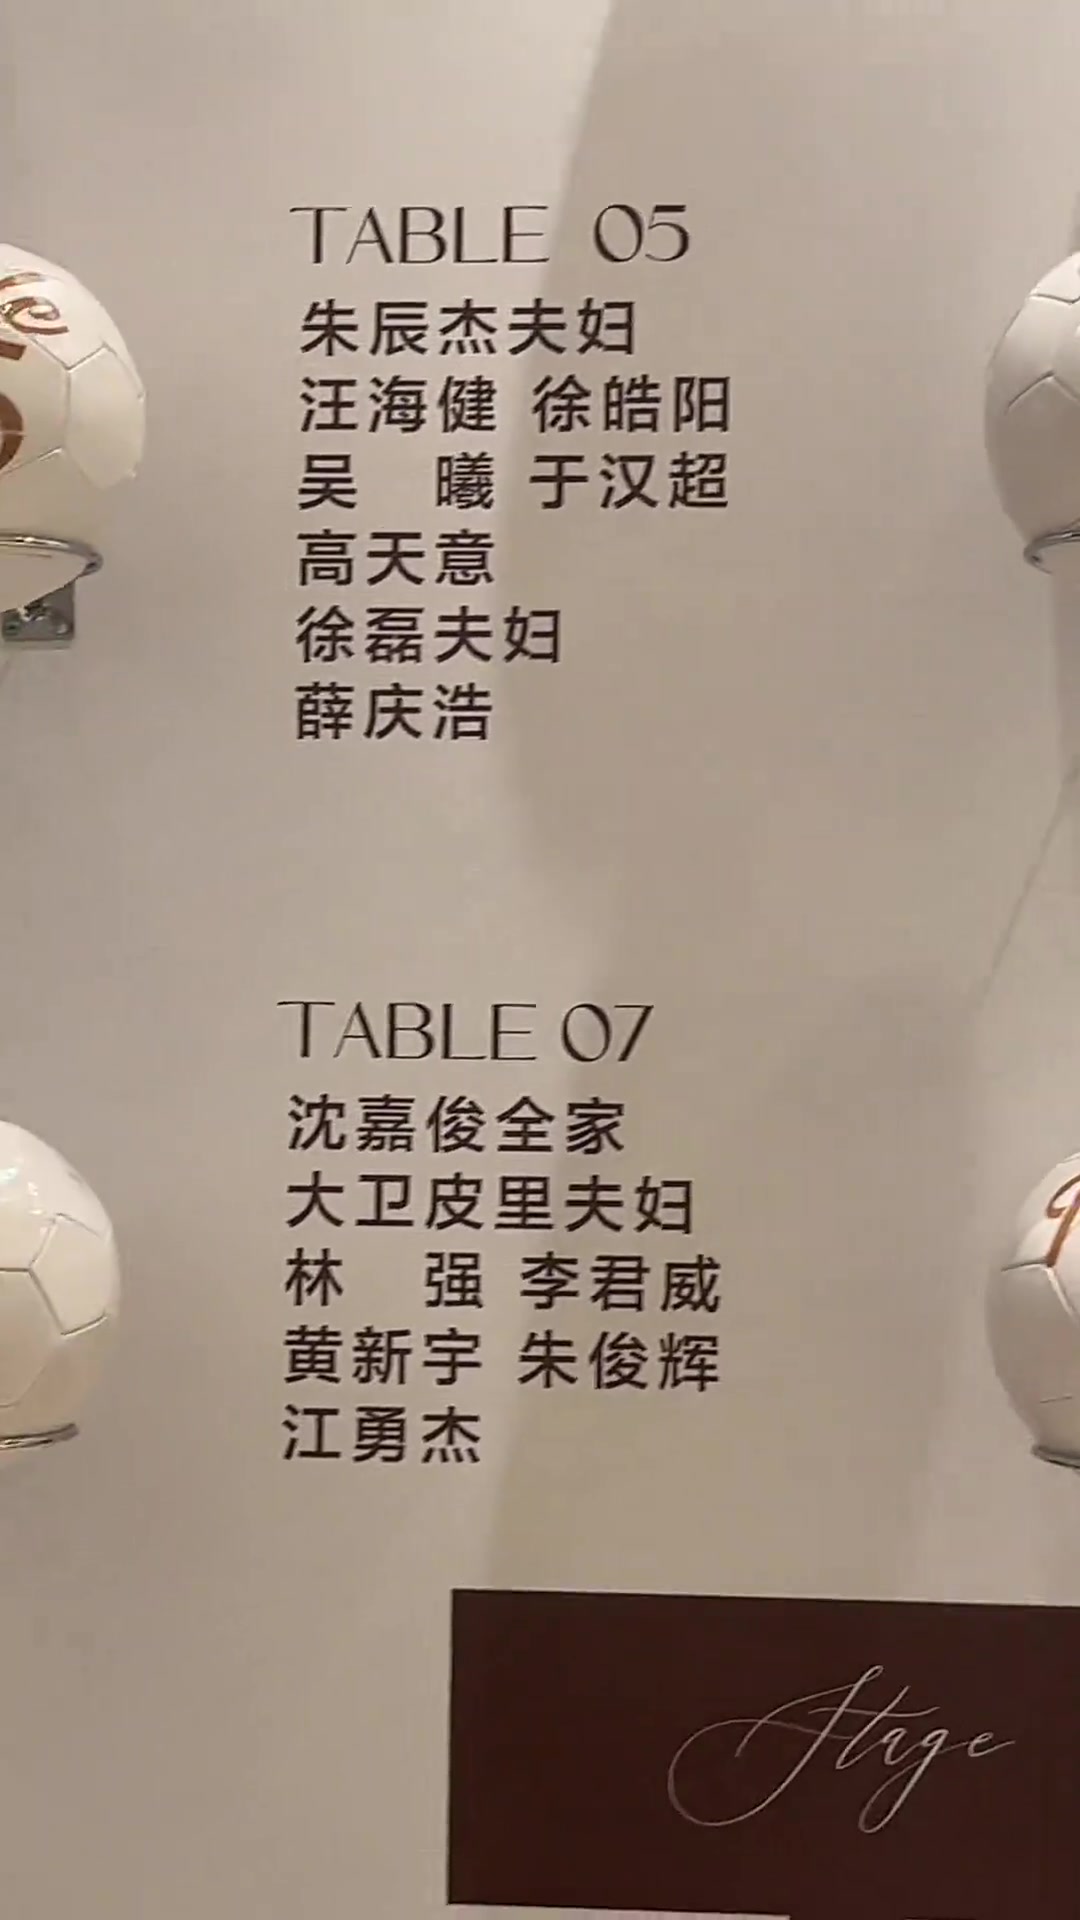 TABLE 05
朱辰杰夫妇
汪海健 徐皓阳
吴 曦 于汉超
高天意
徐磊夫妇
薛庆浩
TABLE 07
沈嘉俊全家
大卫皮里夫妇
林 强 李君威
黄新宇 朱俊辉
江勇杰
Stage